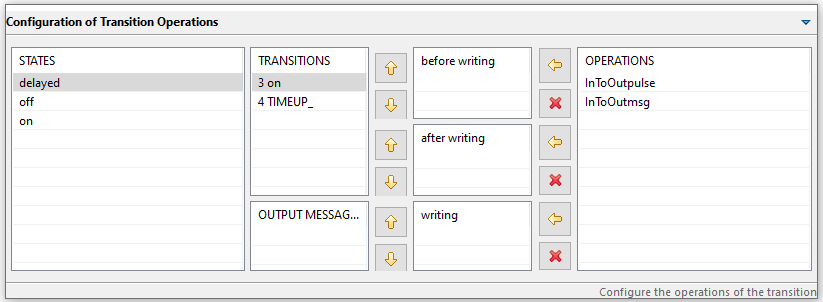 Configuration of Transition Operations
STATES
delayed
off
on
TRANSITIONS
3 on
4 TIMEUP_
OUTPUT MESSAG...
before writing
after writing
writing
OPERATIONS
InToOutpulse
InToOutmsg
Configure the operations of the transition